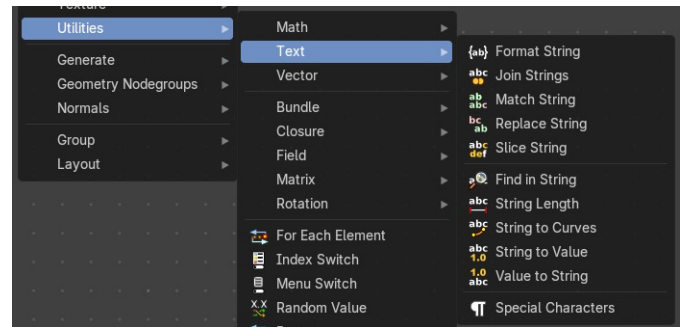 Texture
Utilities
Generate
Geometry Nodegroups
Normals
Group
Layout
Math
Text
Vector
Bundle
Closure
Field
Matrix
Rotation
For Each Element
Index Switch
Menu Switch
X.X Random Value
{ab} Format String
abc Join Strings
ab abc Match String
bc ab Replace String
abc def Slice String
a Find in String
abc String Length
abc String to Curves
abc 1.0 String to Value
1.0 abc Value to String
¶ Special Characters